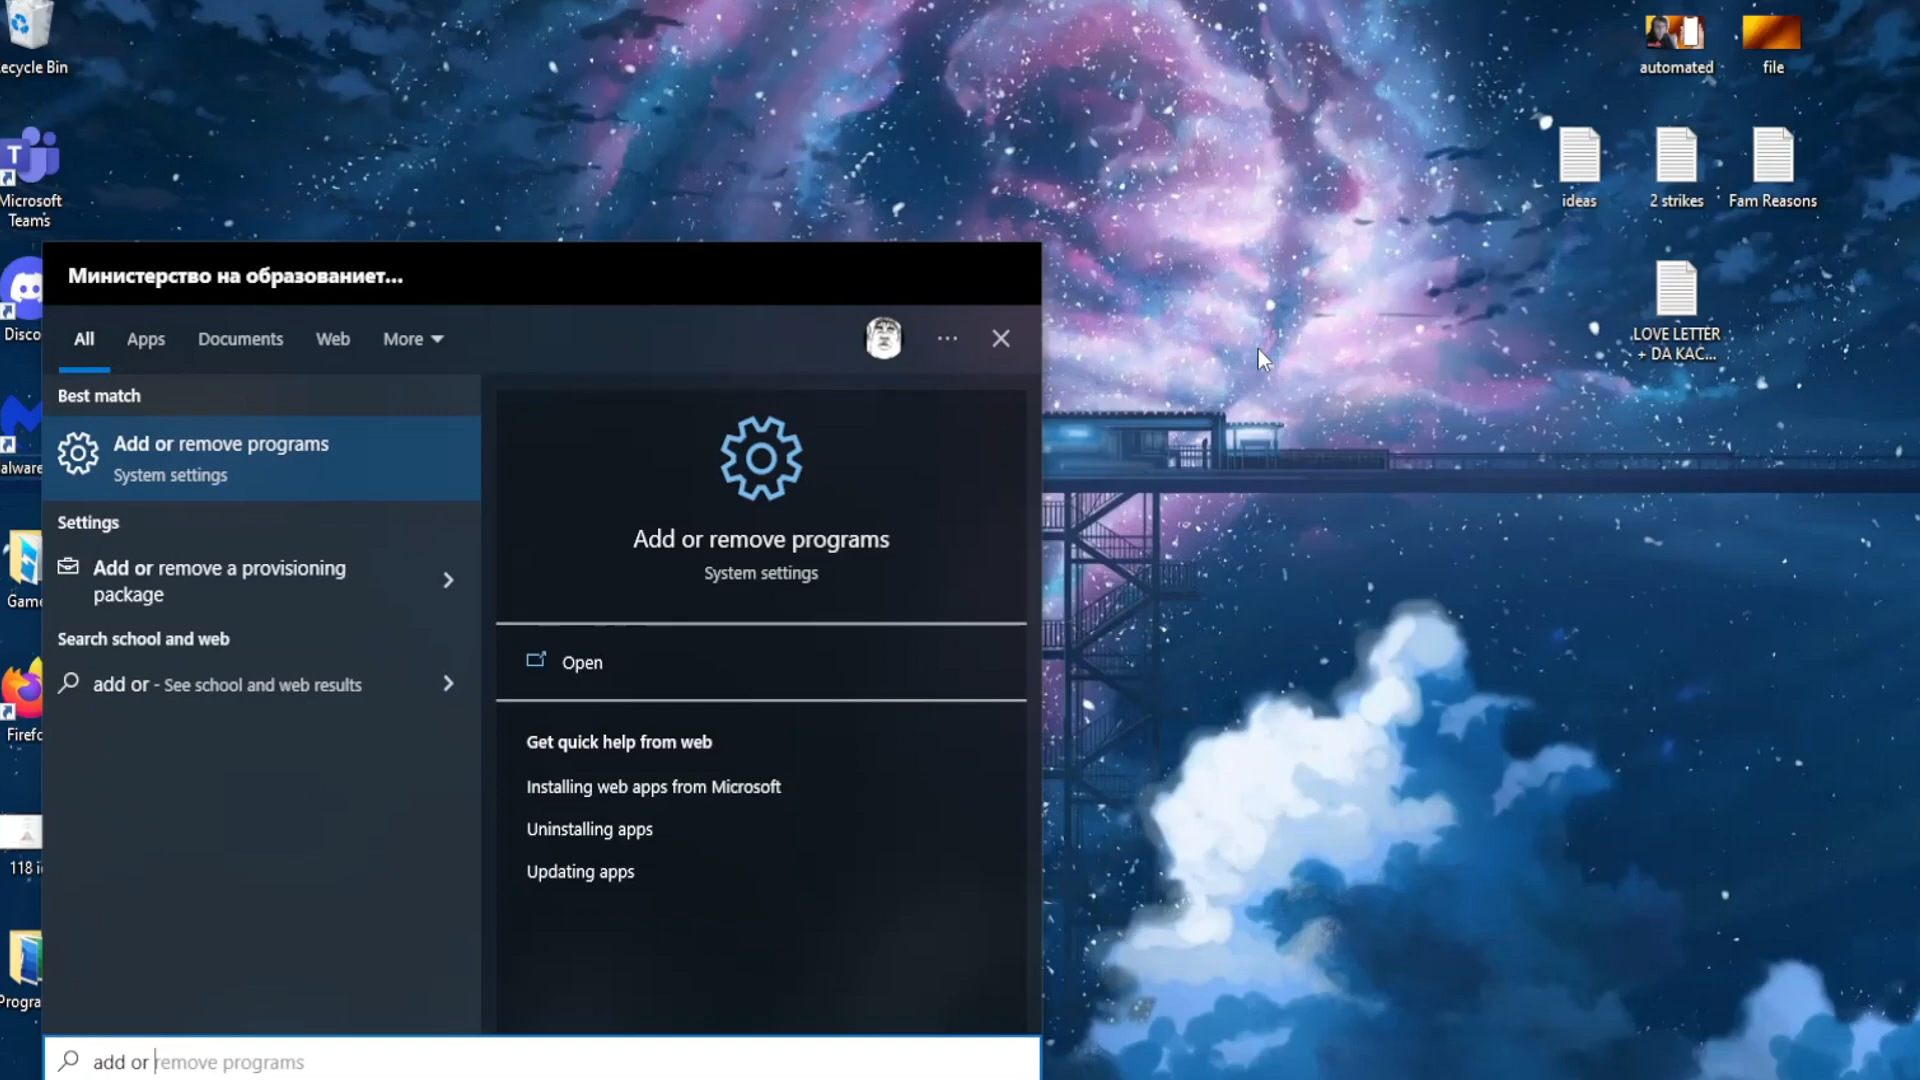 ecycle Bin
Microsoft
Teams
Disco
alware
Game
Firefo
118 i
Progra
automated
file
ideas
2 strikes
Fam Reasons
LOVE LETTER
+ DA KAČ...
Министерство на образованиет...
All
Apps
Documents
Web
More
Best match
Add or remove programs
System settings
Settings
Add or remove a provisioning
package
Search school and web
add or - See school and web results
Add or remove programs
System settings
Open
Get quick help from web
Installing web apps from Microsoft
Uninstalling apps
Updating apps
add or remove programs